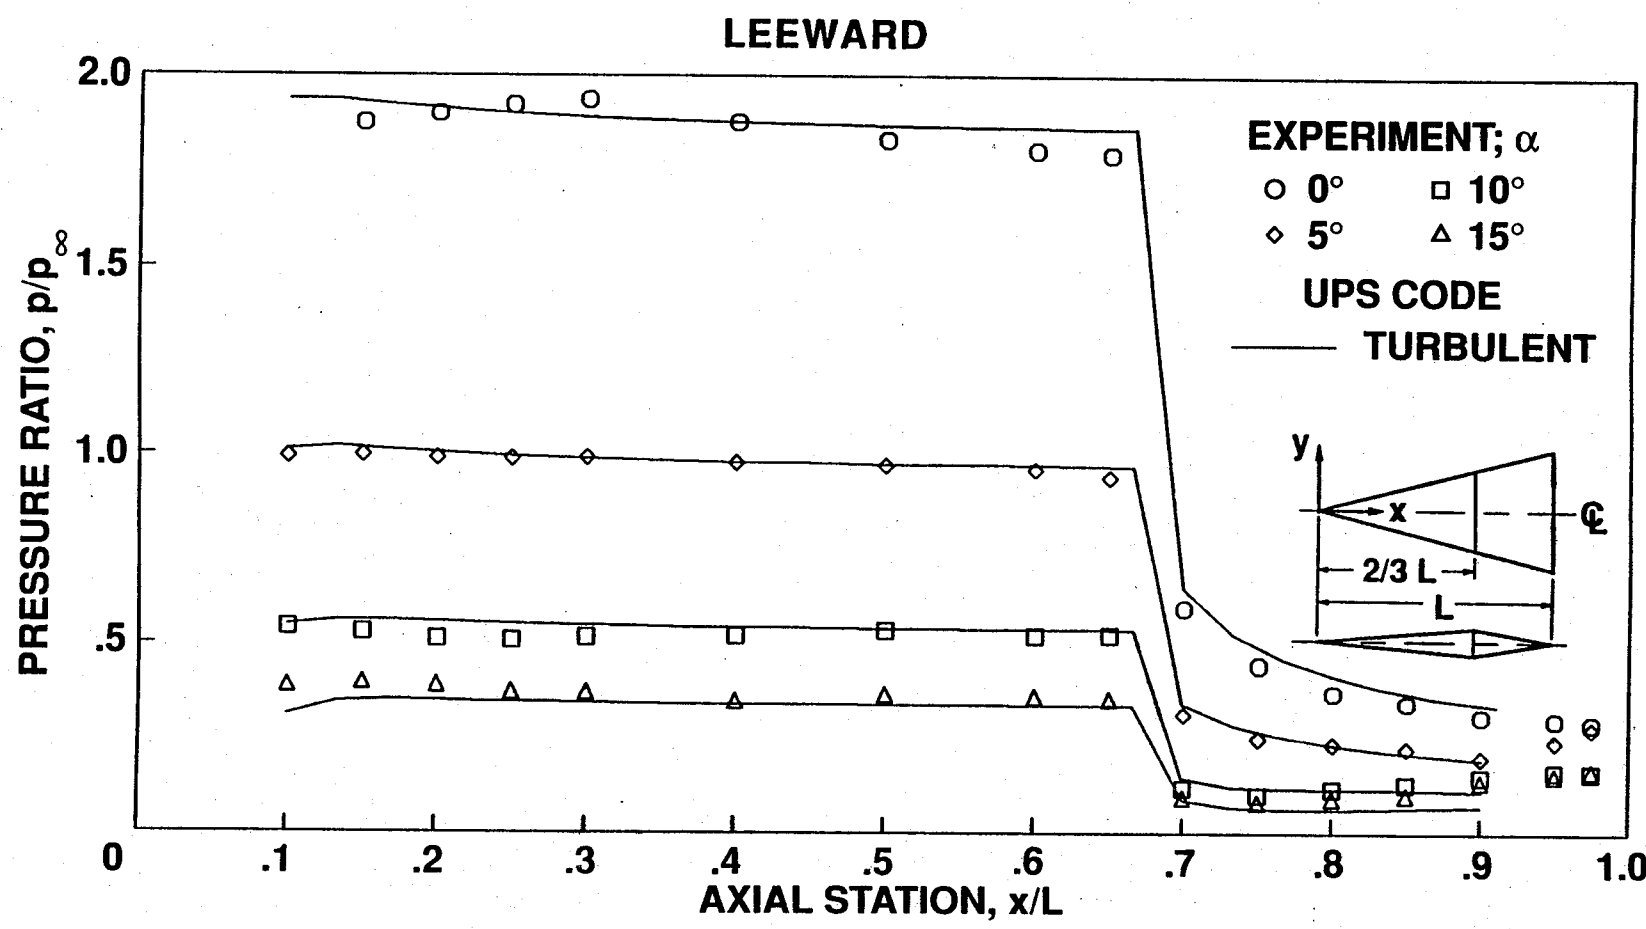 LEEWARD
2.0
1.5
1.0
.5
0
PRESSURE RATIO, p/p∞
EXPERIMENT; α
0° 10°
5° 15°
UPS CODE
TURBULENT
y
x
℄
2/3 L
L
.1 .2 .3 .4 .5 .6 .7 .8 .9 1.0
AXIAL STATION, x/L